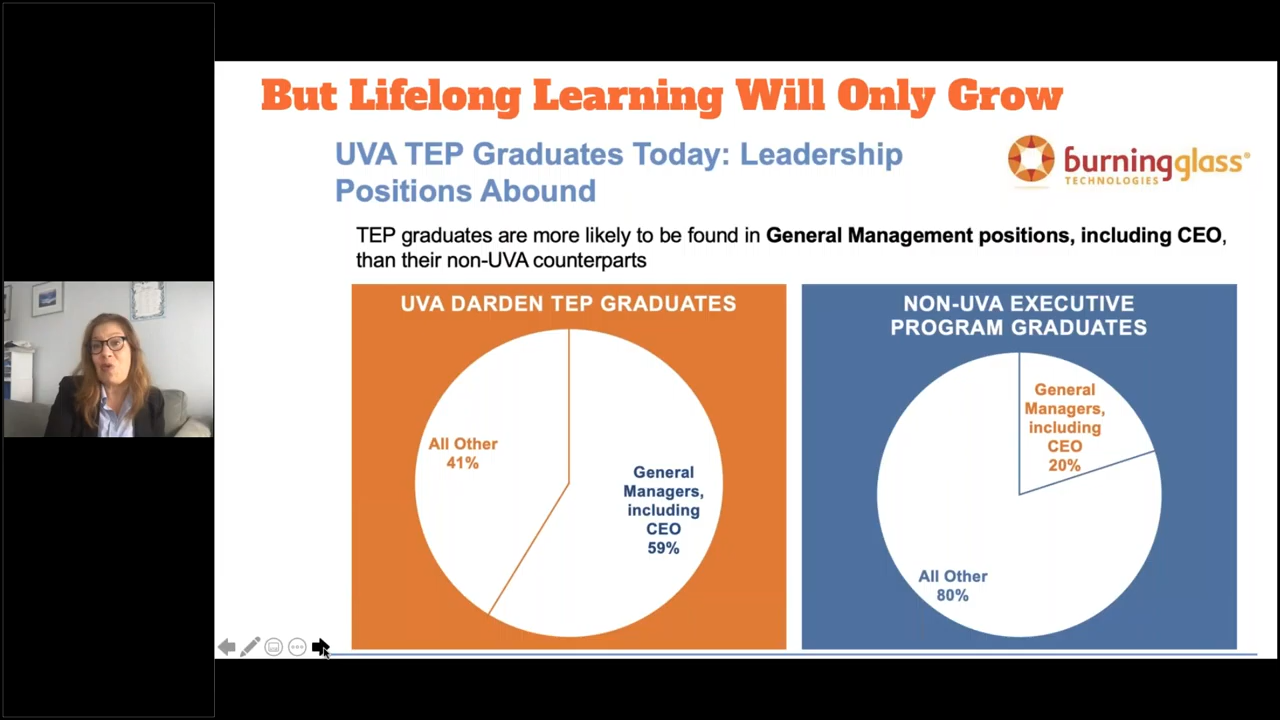 But Lifelong Learning Will Only Grow
UVA TEP Graduates Today: Leadership
Positions Abound
burningglass®
TECHNOLOGIES
TEP graduates are more likely to be found in General Management positions, including CEO,
than their non-UVA counterparts
UVA DARDEN TEP GRADUATES
All Other
41%
General
Managers,
including
CEO
59%
NON-UVA EXECUTIVE
PROGRAM GRADUATES
General
Managers,
including
CEO
20%
All Other
80%